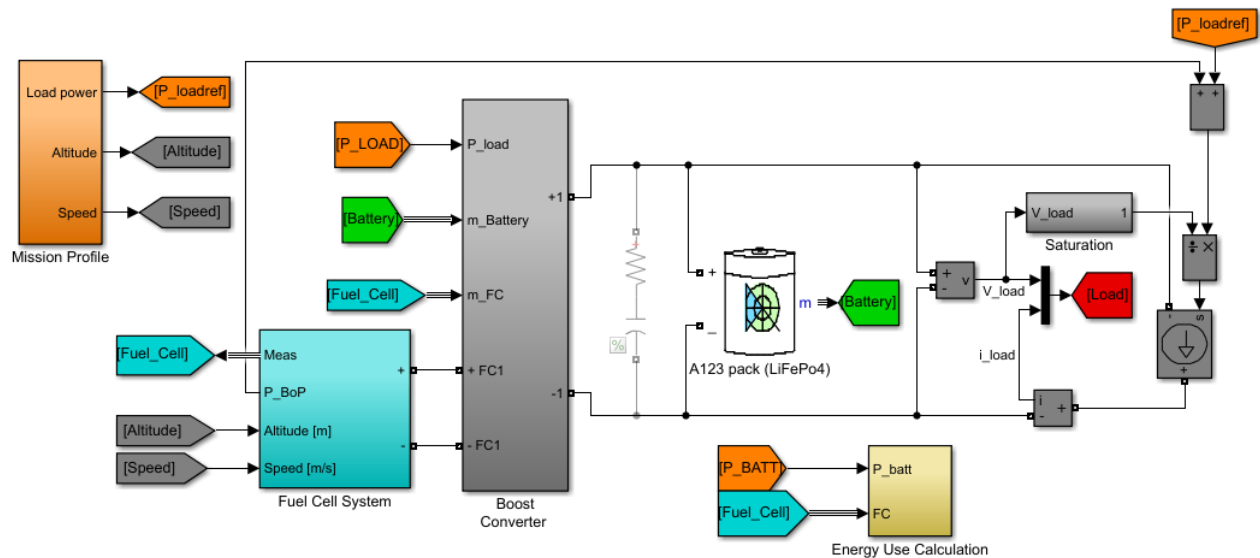 [P_loadref]
Load power
[P_loadref]
+ +
Altitude
[Altitude]
[P_LOAD]
P_load
Speed
[Speed]
+1
[Battery]
m_Battery
V_load
1
Mission Profile
Saturation
÷ ×
+
+
-
v
V_load
+
m
[Battery]
[Load]
[Fuel_Cell]
m_FC
- s
_
%
i_load
A123 pack (LiFePo4)
[Fuel_Cell]
Meas
+
+ FC1
P_BoP
-1
+
i
-
+
[Altitude]
Altitude [m]
-
- FC1
[Speed]
Speed [m/s]
[P_BATT]
P_batt
Fuel Cell System
Boost
Converter
[Fuel_Cell]
FC
Energy Use Calculation